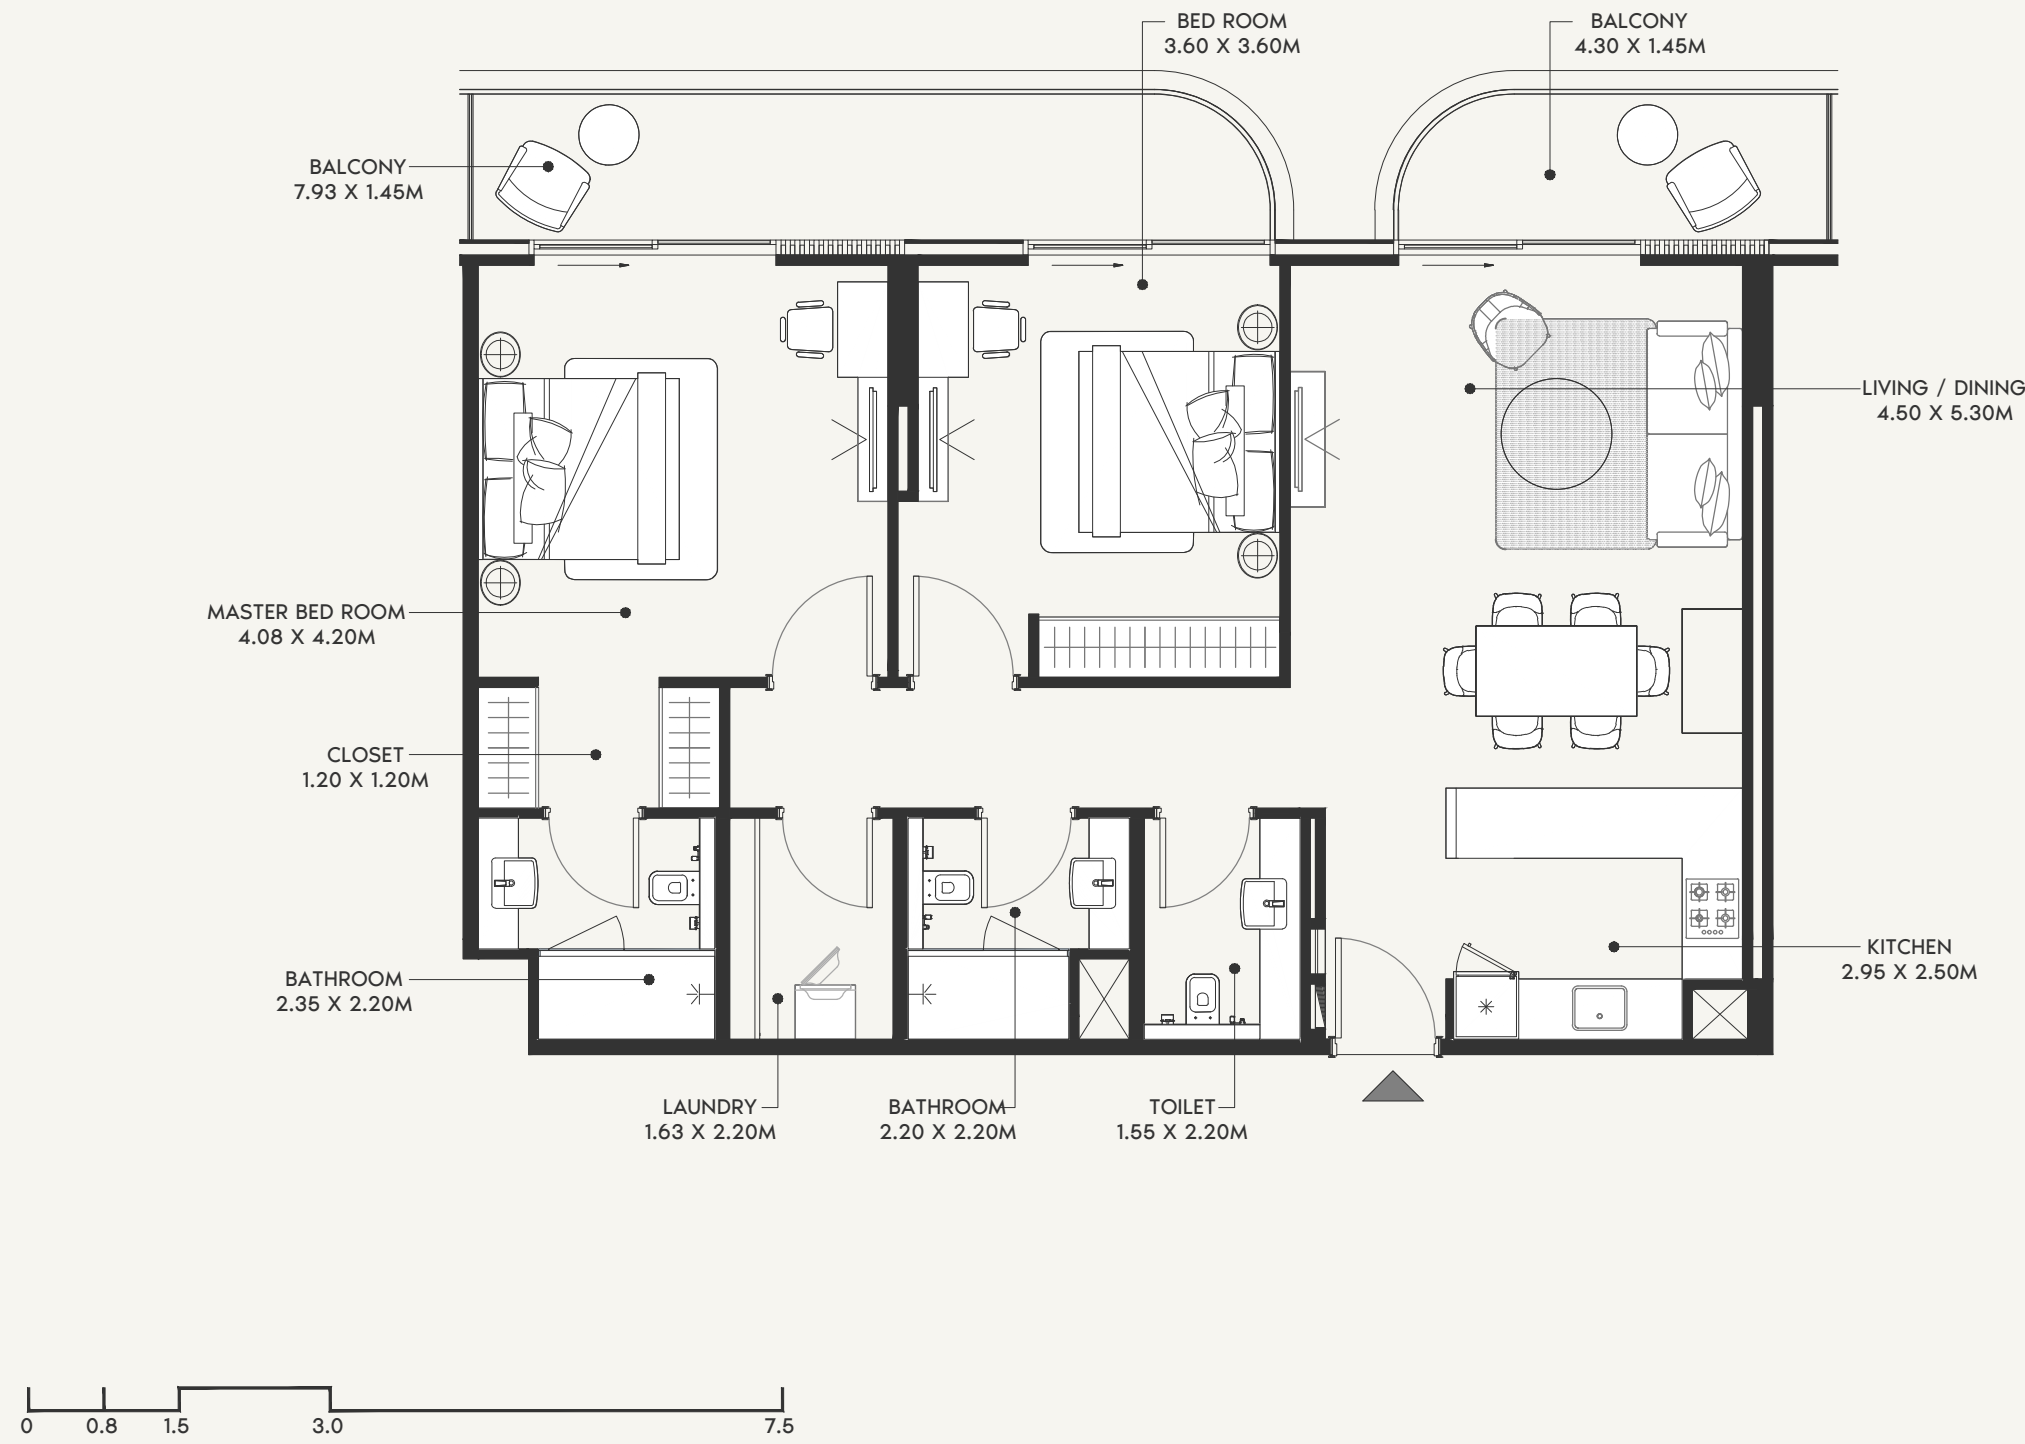 BED ROOM
3.60 X 3.60M
BALCONY
4.30 X 1.45M
BALCONY
7.93 X 1.45M
LIVING / DINING
4.50 X 5.30M
MASTER BED ROOM
4.08 X 4.20M
CLOSET
1.20 X 1.20M
KITCHEN
2.95 X 2.50M
BATHROOM
2.35 X 2.20M
LAUNDRY
1.63 X 2.20M
BATHROOM
2.20 X 2.20M
TOILET
1.55 X 2.20M
0 0.8 1.5 3.0 7.5